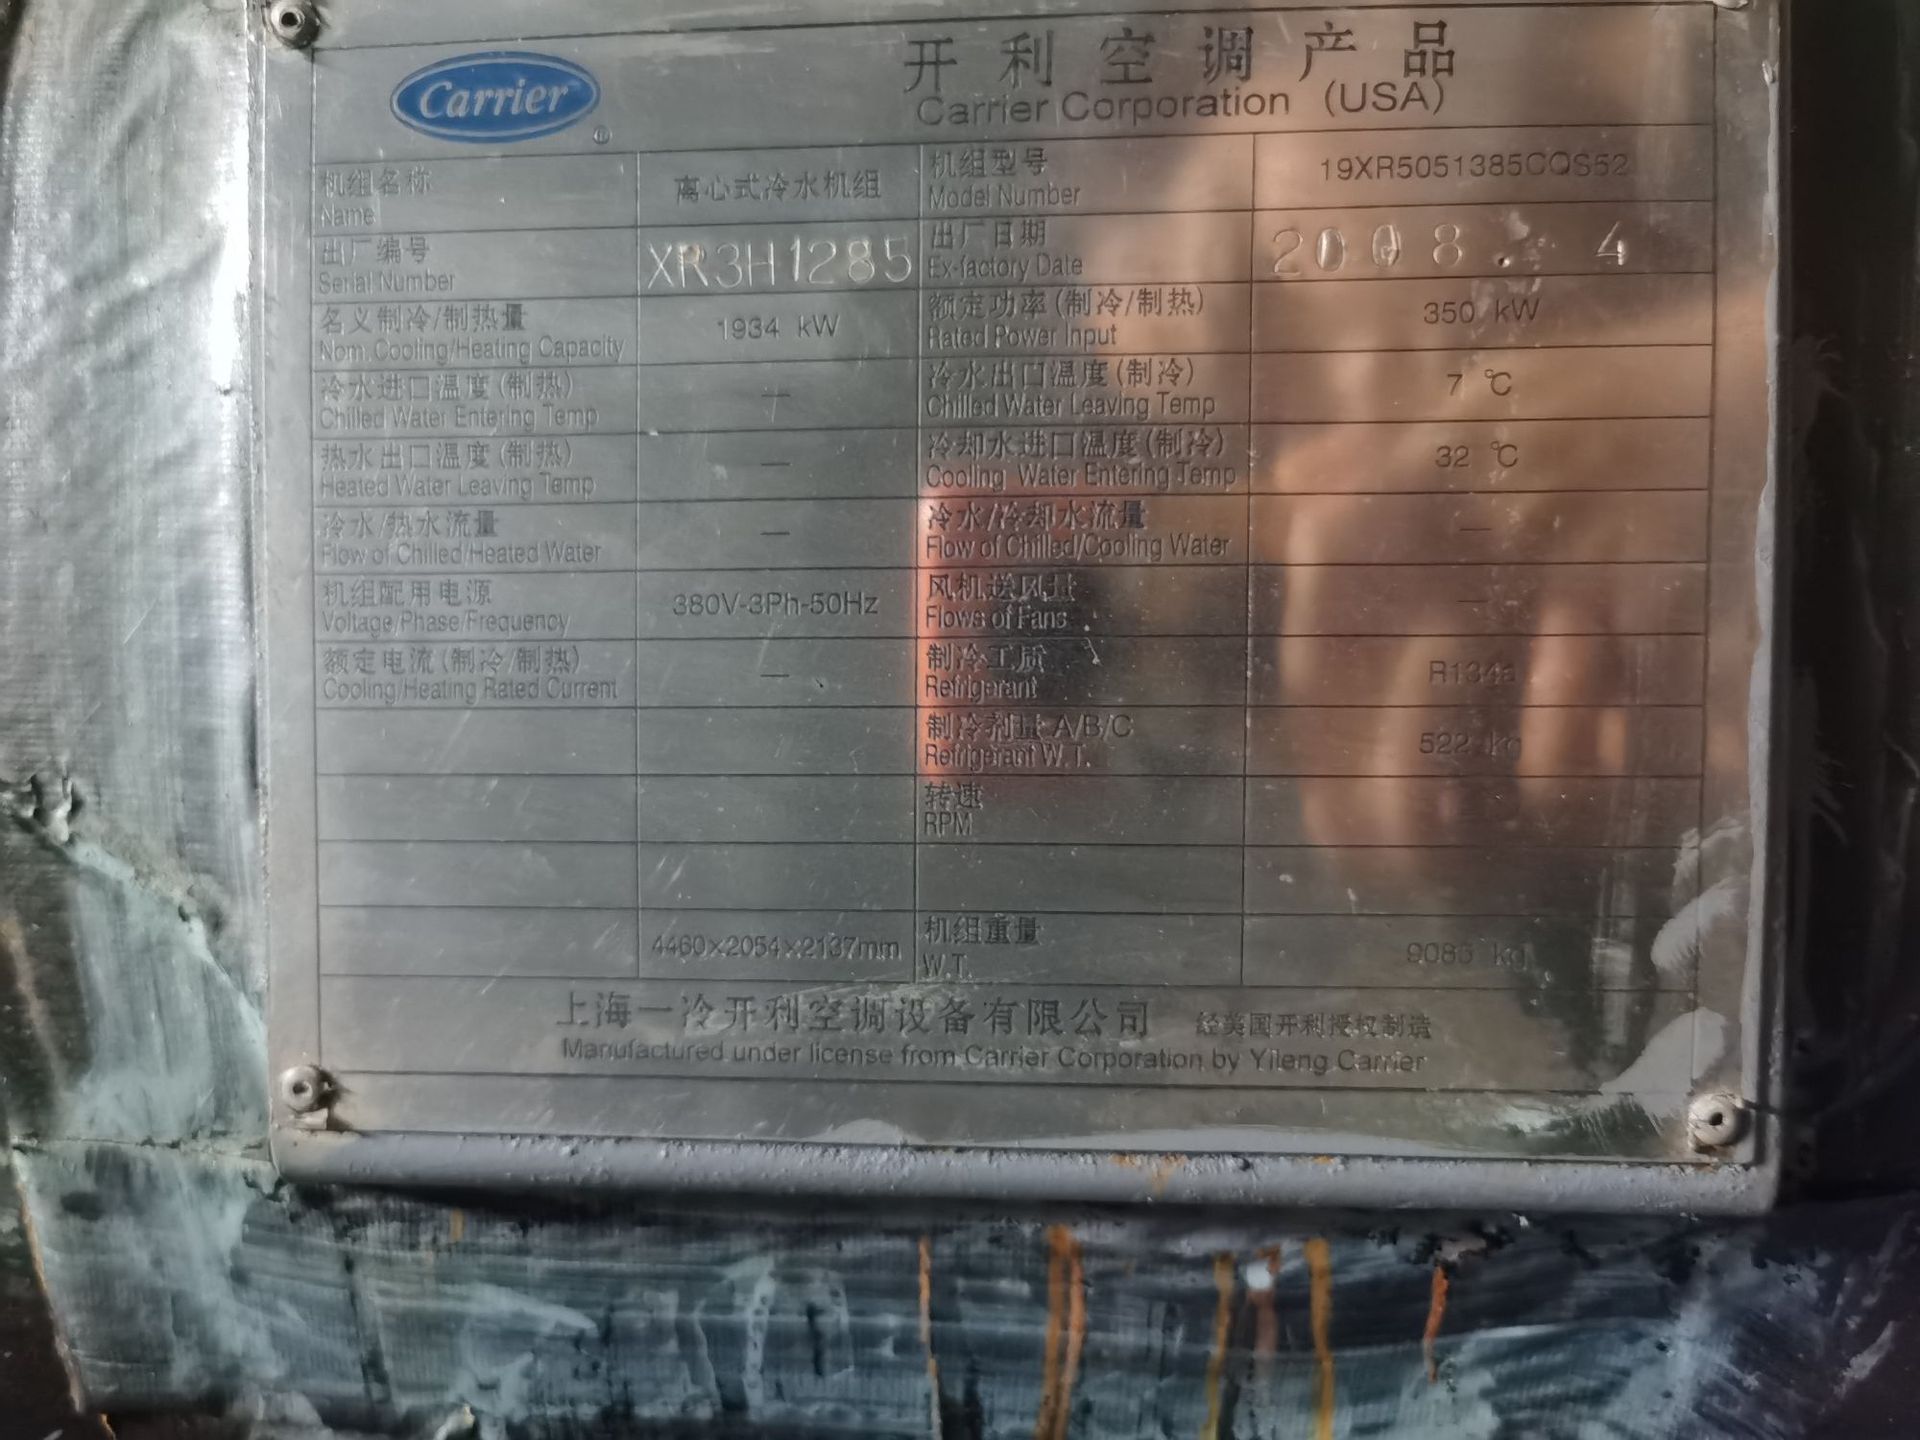 Carrier
®
开利空调产品
Carrier Corporation (USA)
机组名称
Name
离心式冷水机组
机组型号
Model Number
19XR5051385CQS52
出厂编号
Serial Number
XR3H1285
出厂日期
Ex-factory Date
2008. 4
名义制冷/制热量
Nom.Cooling/Heating Capacity
1934 kW
额定功率(制冷/制热)
Rated Power Input
350 kW
冷水进口温度(制热)
Chilled Water Entering Temp
—
冷水出口温度(制冷)
Chilled Water Leaving Temp
7 ℃
热水出口温度(制热)
Heated Water Leaving Temp
—
冷却水进口温度(制冷)
Cooling Water Entering Temp
32 ℃
冷水/热水流量
Flow of Chilled/Heated Water
—
冷水/冷却水流量
Flow of Chilled/Cooling Water
—
机组配用电源
Voltage/Phase/Frequency
380V-3Ph-50Hz
风机送风量
Flows of Fans
—
额定电流(制冷/制热)
Cooling/Heating Rated Current
—
制冷工质
Refrigerant
R134a
制冷剂量 A/B/C
Refrigerant W.T.
522 kg
转速
RPM
4460×2054×2137mm
机组重量
W.T.
kg
上海一冷开利空调设备有限公司 经美国开利授权制造
Manufactured under license from Carrier Corporation by Yileng Carrier